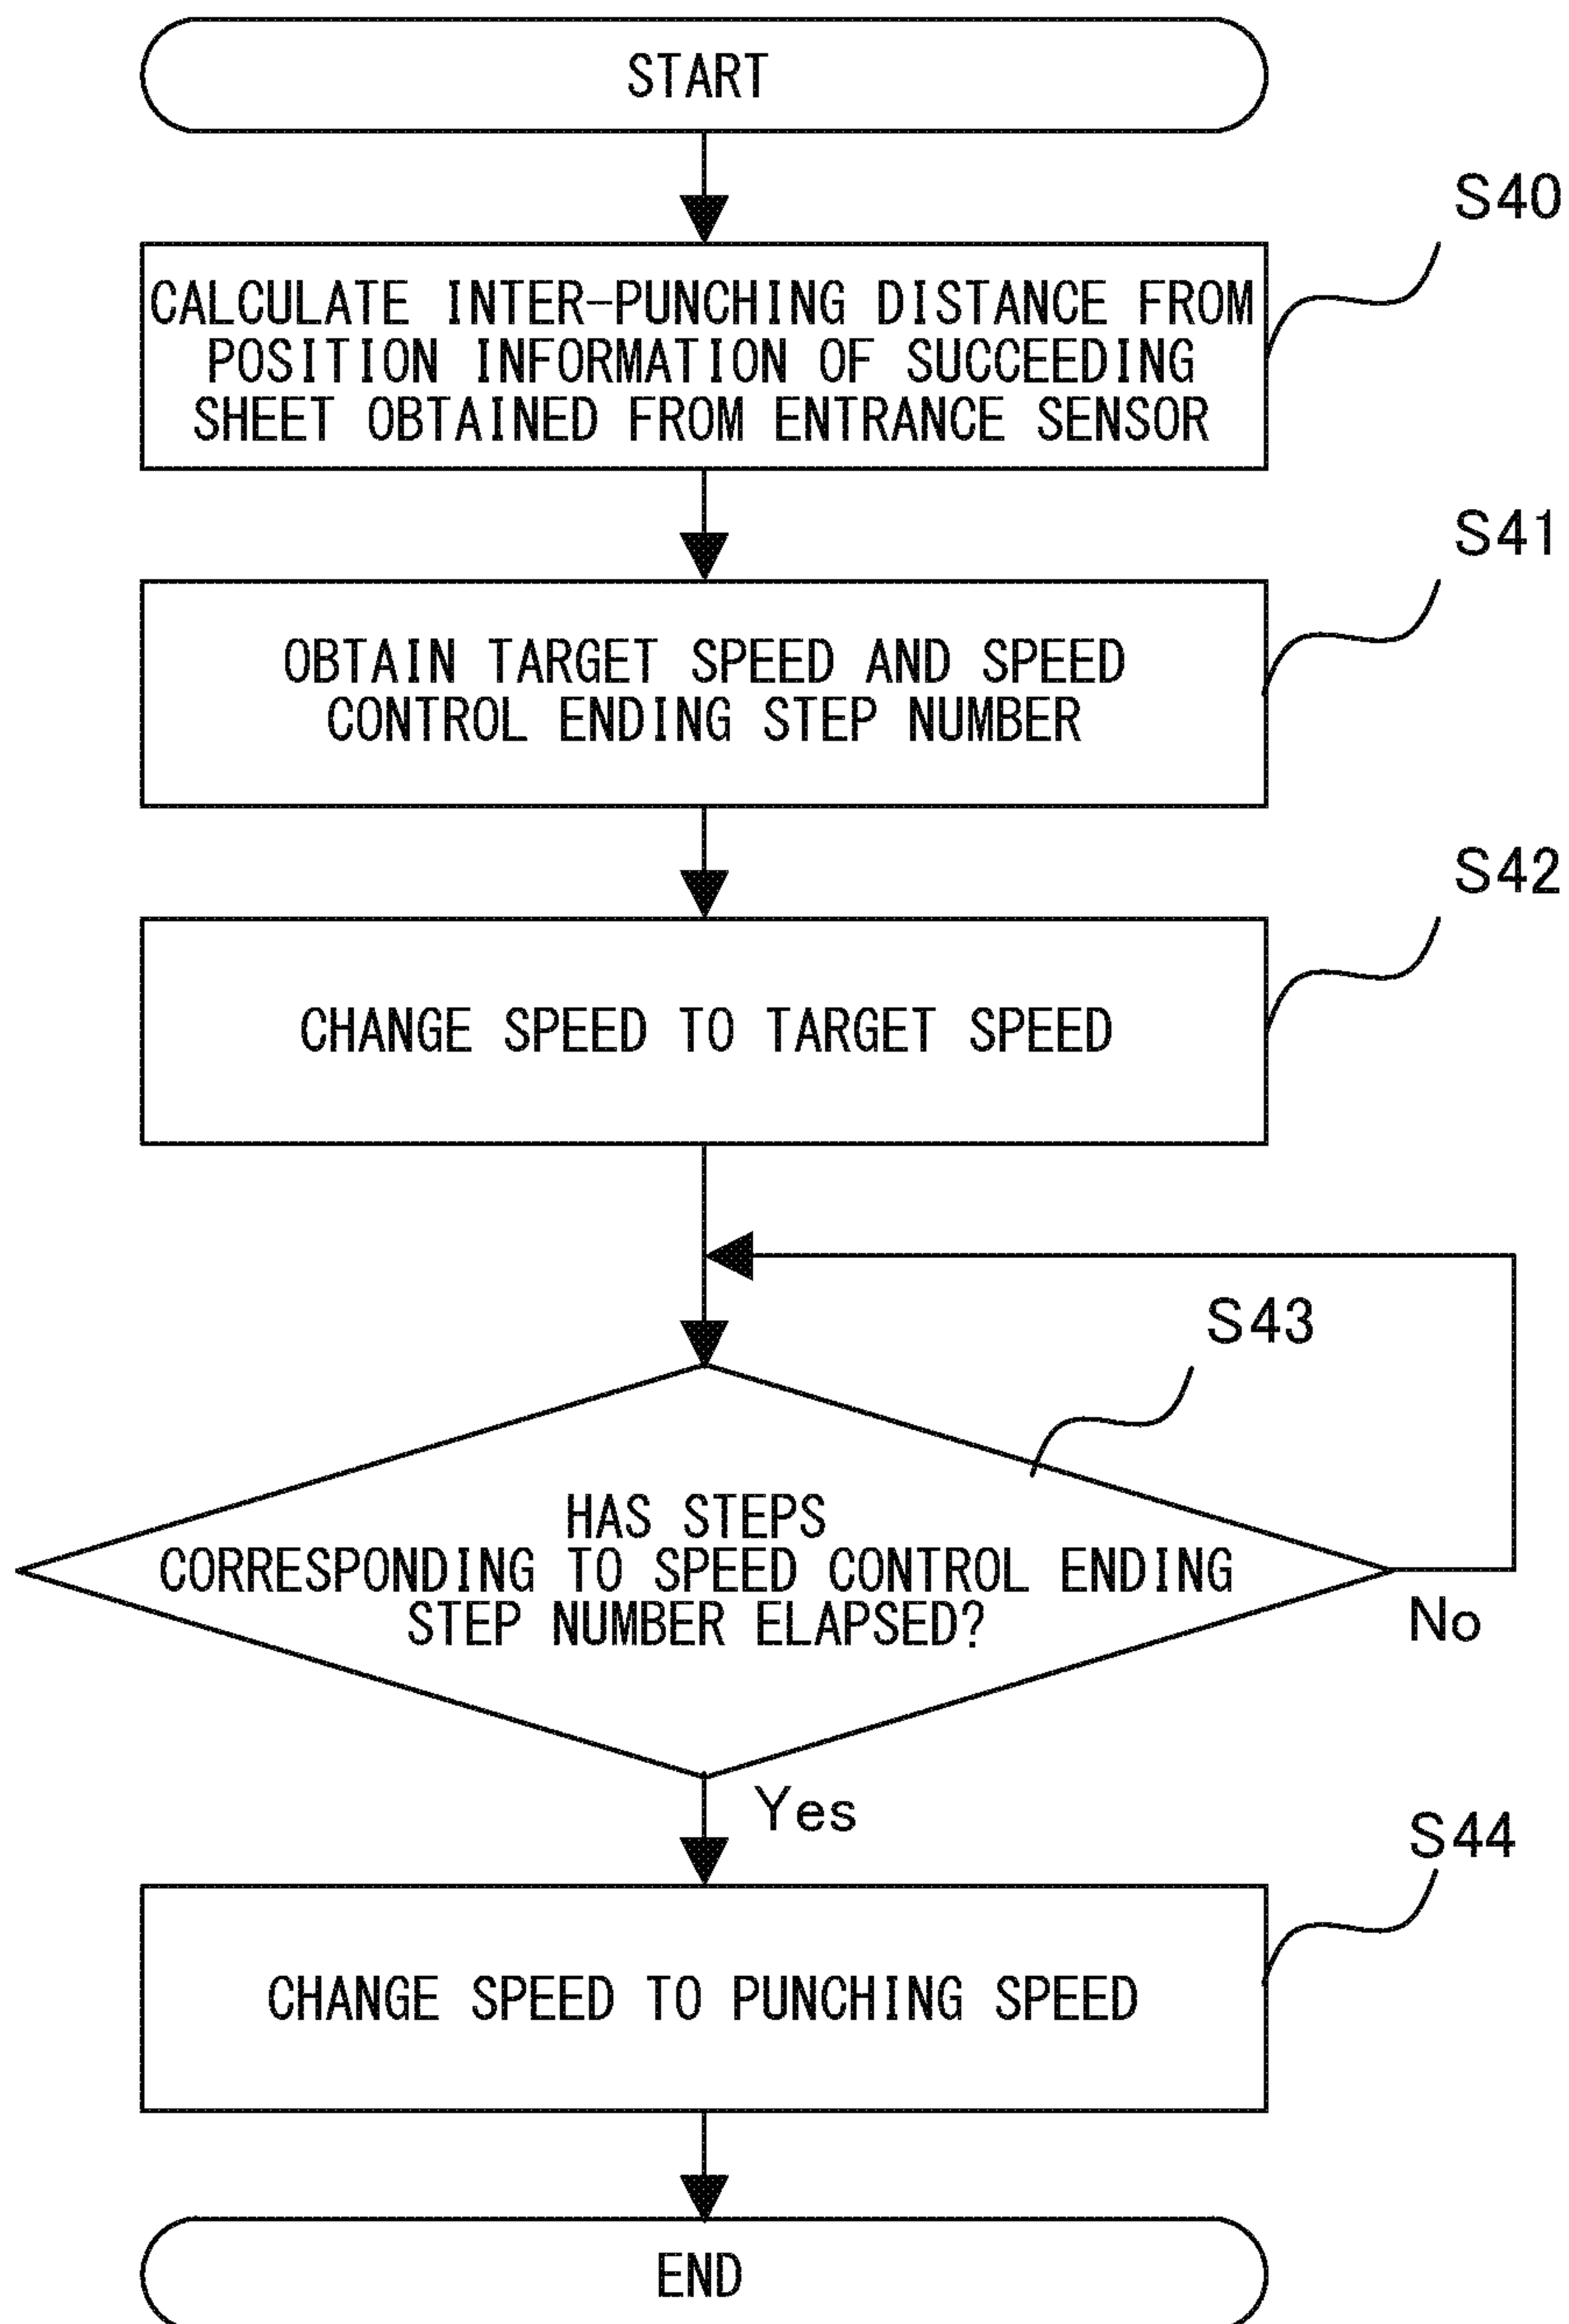 START
S40
CALCULATE INTER-PUNCHING DISTANCE FROM
POSITION INFORMATION OF SUCCEEDING
SHEET OBTAINED FROM ENTRANCE SENSOR
S41
OBTAIN TARGET SPEED AND SPEED
CONTROL ENDING STEP NUMBER
S42
CHANGE SPEED TO TARGET SPEED
S43
HAS STEPS
CORRESPONDING TO SPEED CONTROL ENDING
STEP NUMBER ELAPSED?
No
Yes
S44
CHANGE SPEED TO PUNCHING SPEED
END